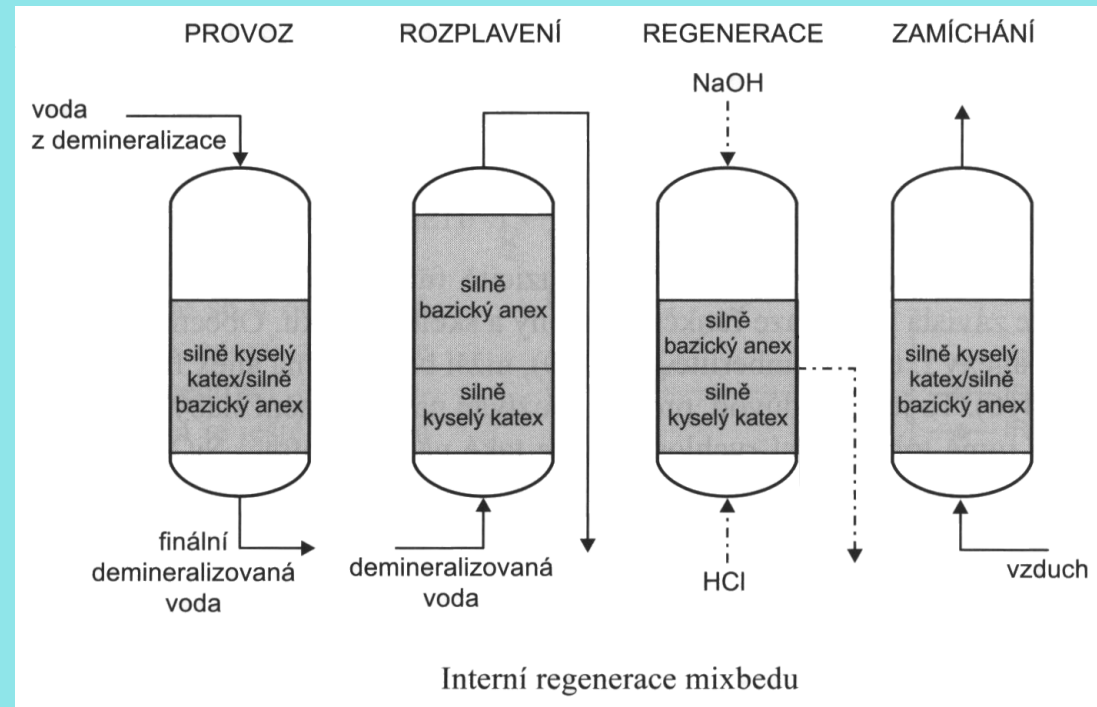 PROVOZ
ROZPLAVENÍ
REGENERACE
ZAMÍCHÁNÍ
voda
z demineralizace
silně kyselý
katex/silně
bazický anex
finální
demineralizovaná
voda
silně
bazický anex
silně
kyselý katex
demineralizovaná
voda
NaOH
silně
bazický anex
silně
kyselý katex
HCl
silně kyselý
katex/silně
bazický anex
vzduch
Interní regenerace mixbedu